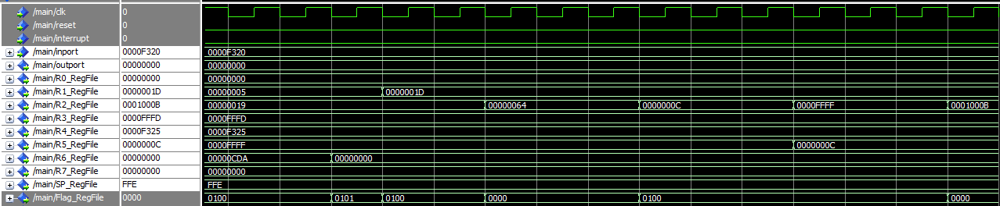 /main/clk 0
/main/reset 0
/main/interrupt 0
/main/inport 0000F320 0000F320
/main/outport 00000000 00000000
/main/R0_RegFile 00000000 00000000
/main/R1_RegFile 0000001D 00000005 0000001D
/main/R2_RegFile 0001000B 00000019 00000064 0000000C 0000FFFF 0001000B
/main/R3_RegFile 0000FFFD 0000FFFD
/main/R4_RegFile 0000F325 0000F325
/main/R5_RegFile 0000000C 0000FFFF 0000000C
/main/R6_RegFile 00000000 00000CDA 00000000
/main/R7_RegFile 00000000 00000000
/main/SP_RegFile FFE FFE
/main/Flag_RegFile 0000 0100 0101 0100 0000 0100 0000